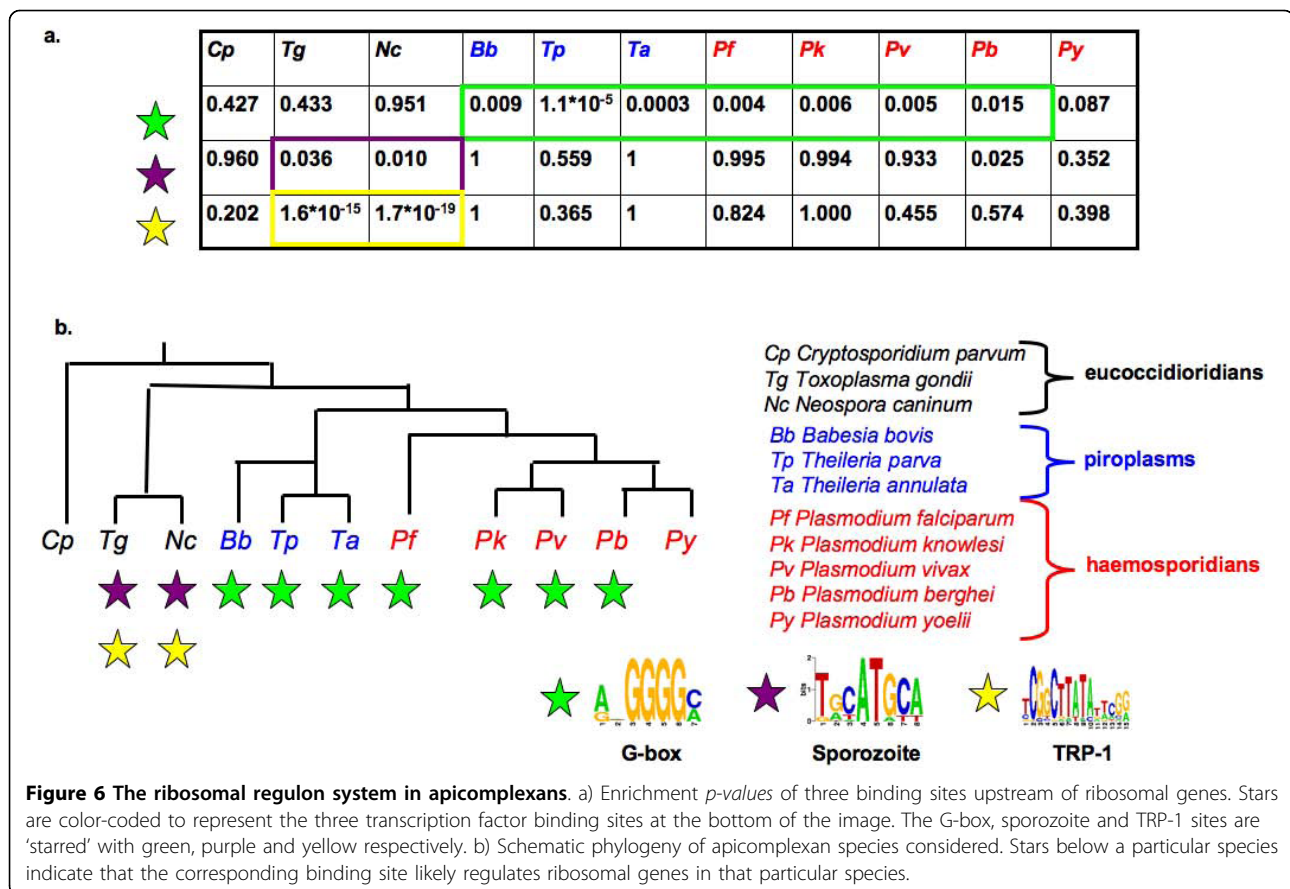 a.
Cp Tg Nc Bb Tp Ta Pf Pk Pv Pb Py
0.427 0.433 0.951 0.009 1.1*10-5 0.0003 0.004 0.006 0.005 0.015 0.087
0.960 0.036 0.010 1 0.559 1 0.995 0.994 0.933 0.025 0.352
0.202 1.6*10-15 1.7*10-19 1 0.365 1 0.824 1.000 0.455 0.574 0.398
b.
Cp Tg Nc Bb Tp Ta Pf Pk Pv Pb Py
Cp Cryptosporidium parvum
Tg Toxoplasma gondii
Nc Neospora caninum
eucoccidioridians
Bb Babesia bovis
Tp Theileria parva
Ta Theileria annulata
piroplasms
Pf Plasmodium falciparum
Pk Plasmodium knowlesi
Pv Plasmodium vivax
Pb Plasmodium berghei
Py Plasmodium yoelii
haemosporidians
G-box
Sporozoite
TRP-1
Figure 6 The ribosomal regulon system in apicomplexans. a) Enrichment p-values of three binding sites upstream of ribosomal genes. Stars
are color-coded to represent the three transcription factor binding sites at the bottom of the image. The G-box, sporozoite and TRP-1 sites are
'starred' with green, purple and yellow respectively. b) Schematic phylogeny of apicomplexan species considered. Stars below a particular species
indicate that the corresponding binding site likely regulates ribosomal genes in that particular species.